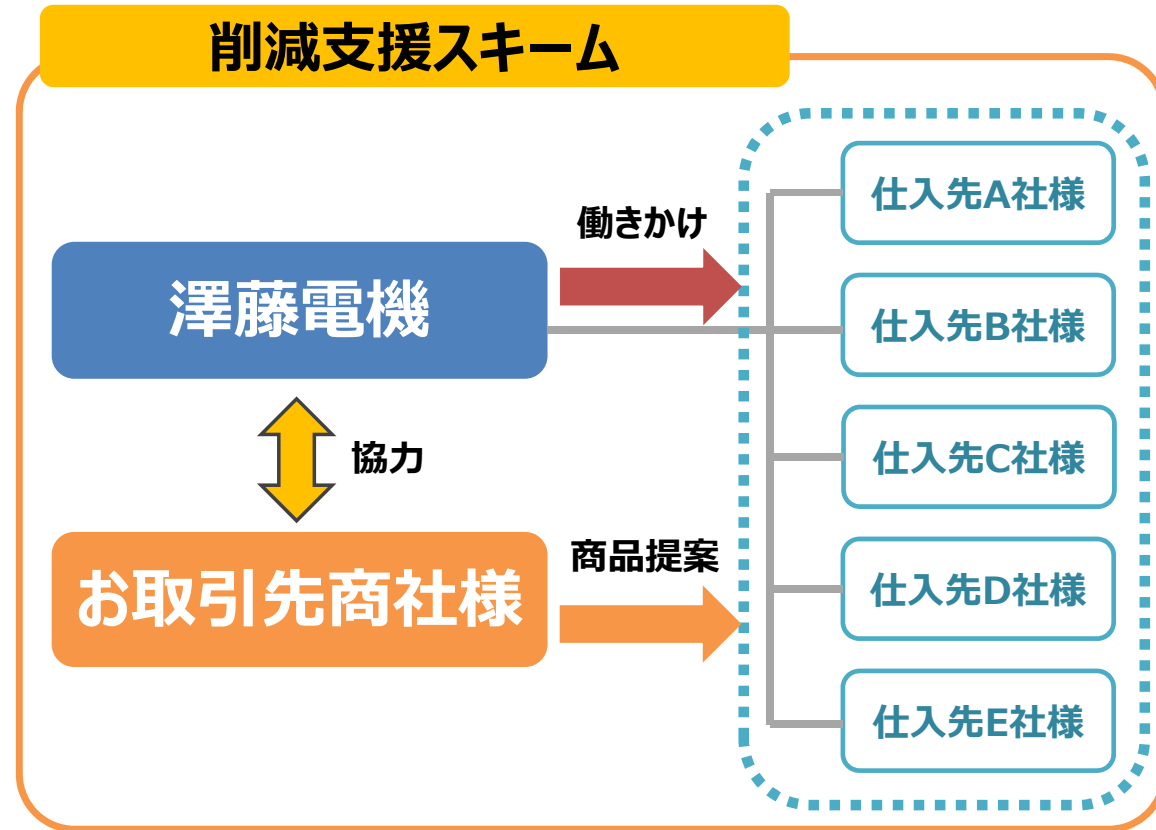 削減支援スキーム
働きかけ
澤藤電機
協力
お取引先商社様
商品提案
仕入先A社様
仕入先B社様
仕入先C社様
仕入先D社様
仕入先E社様